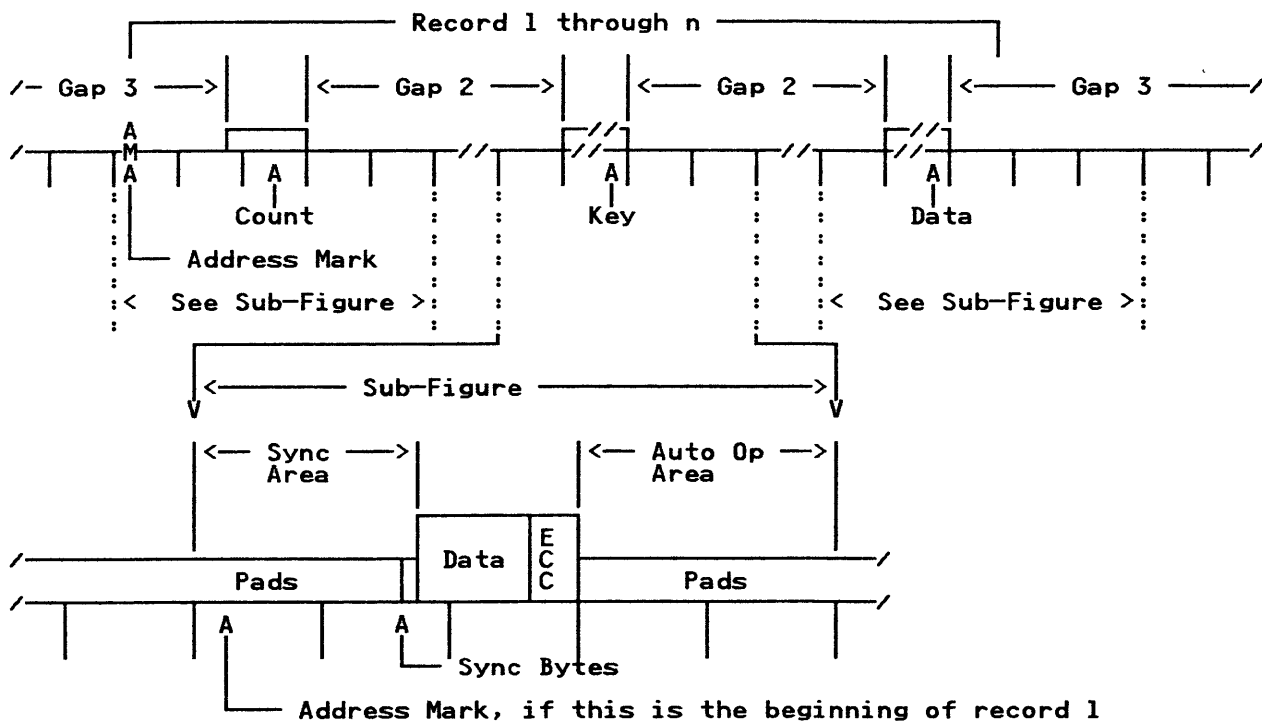 Record 1 through n
Gap 3 Gap 2 Gap 2 Gap 3
AM
A A A A
Count Key Data
Address Mark
< See Sub-Figure > < See Sub-Figure >
< Sub-Figure >
V V
< Sync Area > < Auto Op Area >
Data ECC
Pads Pads
A A
Sync Bytes
Address Mark, if this is the beginning of record 1